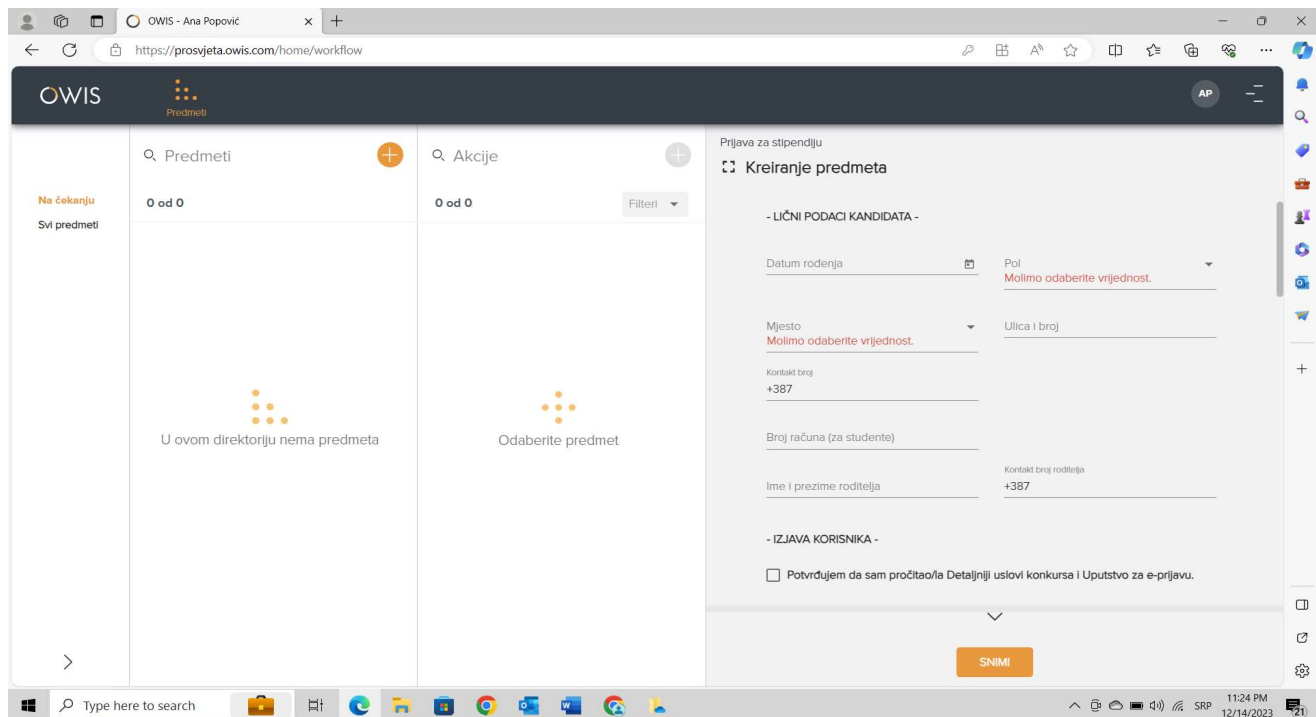 OWIS - Ana Popović
https://prosvjeta.owis.com/home/workflow
OWIS
Predmeti
AP
Na čekanju
Svi predmeti
Predmeti
0 od 0
U ovom direktoriju nema predmeta
Akcije
0 od 0
Filteri
Odaberite predmet
Prijava za stipendiju
Kreiranje predmeta
- LIČNI PODACI KANDIDATA -
Datum rođenja
Pol
Molimo odaberite vrijednost.
Mjesto
Molimo odaberite vrijednost.
Ulica i broj
Kontakt broj
+387
Broj računa (za studente)
Ime i prezime roditelja
Kontakt broj roditelja
+387
- IZJAVA KORISNIKA -
Potvrđujem da sam pročitao/la Detaljniji uslovi konkursa i Uputstvo za e-prijavu.
SNIMI
Type here to search
SRP
11:24 PM
12/14/2023
21